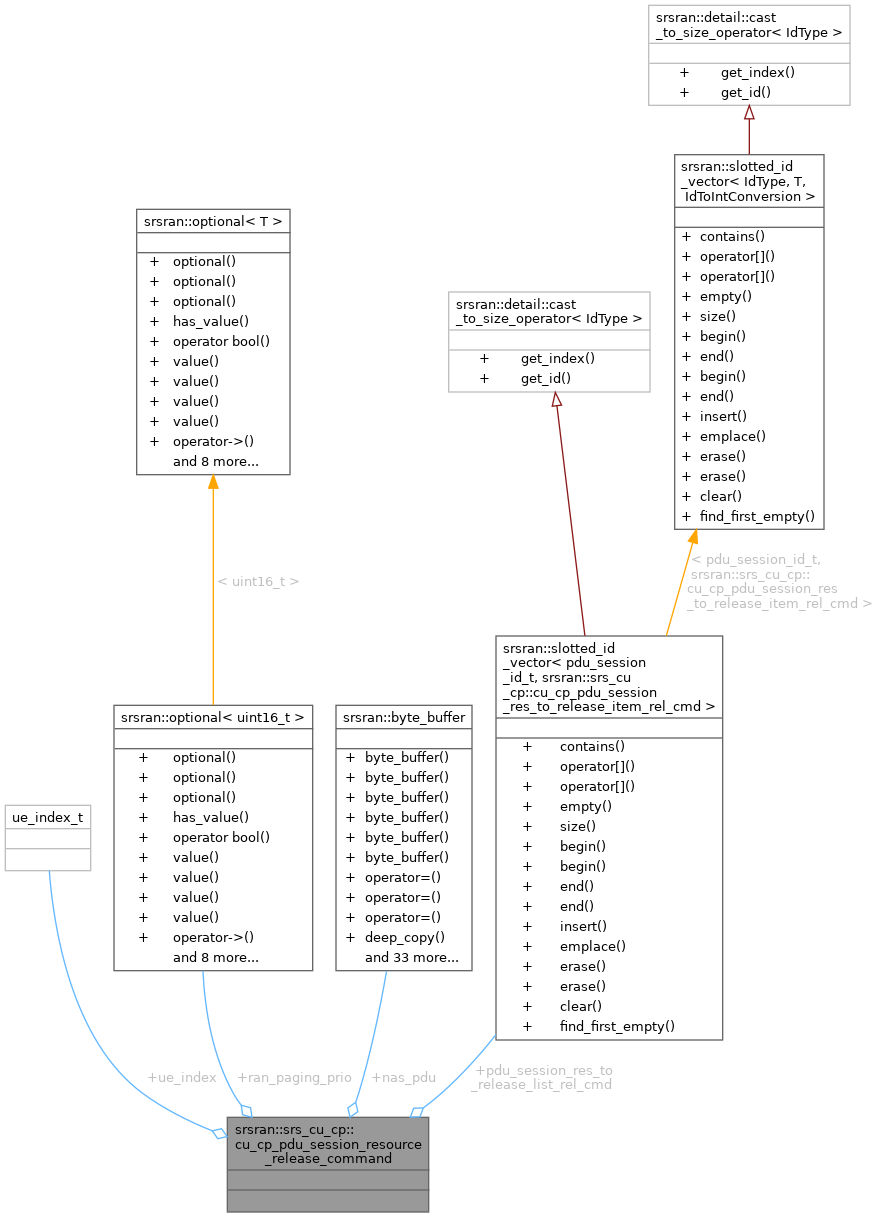 srsran::detail::cast
_to_size_operator< IdType >
+ get_index()
+ get_id()
srsran::slotted_id
_vector< IdType, T,
IdToIntConversion >
+ contains()
+ operator[]()
+ operator[]()
+ empty()
+ size()
+ begin()
+ end()
+ begin()
+ end()
+ insert()
+ emplace()
+ erase()
+ erase()
+ clear()
+ find_first_empty()
srsran::optional< T >
+ optional()
+ optional()
+ optional()
+ has_value()
+ operator bool()
+ value()
+ value()
+ value()
+ value()
+ operator->()
and 8 more...
srsran::detail::cast
_to_size_operator< IdType >
+ get_index()
+ get_id()
< uint16_t >
< pdu_session_id_t,
srsran::srs_cu_cp::
cu_cp_pdu_session_res
_to_release_item_rel_cmd >
ue_index_t
srsran::optional< uint16_t >
+ optional()
+ optional()
+ optional()
+ has_value()
+ operator bool()
+ value()
+ value()
+ value()
+ value()
+ operator->()
and 8 more...
srsran::byte_buffer
+ byte_buffer()
+ byte_buffer()
+ byte_buffer()
+ byte_buffer()
+ byte_buffer()
+ byte_buffer()
+ operator=()
+ operator=()
+ operator=()
+ deep_copy()
and 33 more...
srsran::slotted_id
_vector< pdu_session
_id_t, srsran::srs_cu
_cp::cu_cp_pdu_session
_res_to_release_item_rel_cmd >
+ contains()
+ operator[]()
+ operator[]()
+ empty()
+ size()
+ begin()
+ begin()
+ end()
+ end()
+ insert()
+ emplace()
+ erase()
+ erase()
+ clear()
+ find_first_empty()
+ue_index
+ran_paging_prio
+nas_pdu
+pdu_session_res_to
_release_list_rel_cmd
srsran::srs_cu_cp::
cu_cp_pdu_session_resource
_release_command